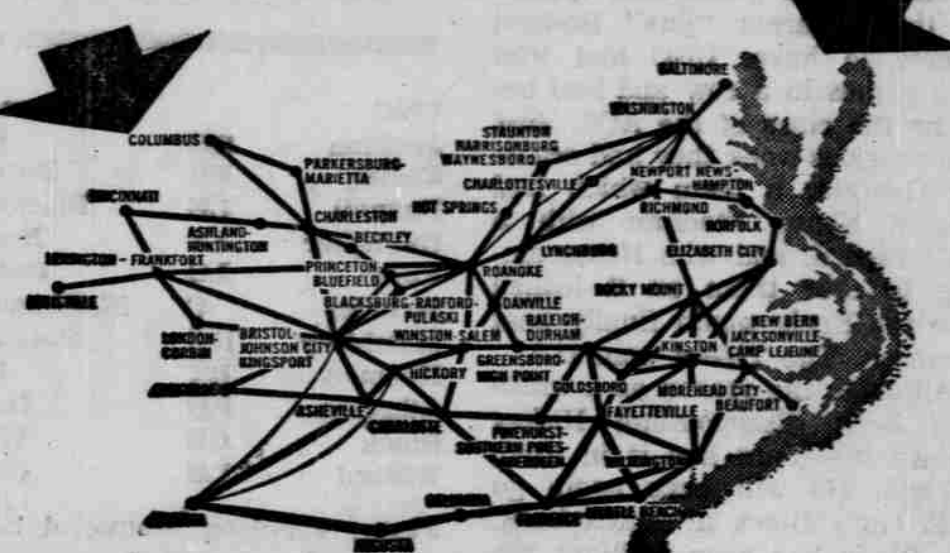 BALTIMORE
WASHINGTON
COLUMBUS
STAUNTON
HARRISONBURG
WAYNESBORO
PARKERSBURG-
MARIETTA
CHARLOTTESVILLE
NEWPORT NEWS-
HAMPTON
CINCINNATI
HOT SPRINGS
RICHMOND
CHARLESTON
NORFOLK
ASHLAND-
HUNTINGTON
BECKLEY
LYNCHBURG
ELIZABETH CITY
LEXINGTON - FRANKFORT
PRINCETON
BLUEFIELD
ROANOKE
ROCKY MOUNT
BLACKSBURG-RADFORD-
PULASKI
DANVILLE
RALEIGH-
DURHAM
NEW BERN
JACKSONVILLE
CAMP LEJEUNE
LONDON-
CORBIN
BRISTOL-
JOHNSON CITY
KINGSPORT
WINSTON-SALEM
GREENSBORO-
HIGH POINT
KINSTON
HICKORY
GOLDSBORO
MOREHEAD CITY-
BEAUFORT
ASHEVILLE
CHARLOTTE
FAYETTEVILLE
PINEHURST-
SOUTHERN PINES-
ABERDEEN
WILMINGTON
MYRTLE BEACH